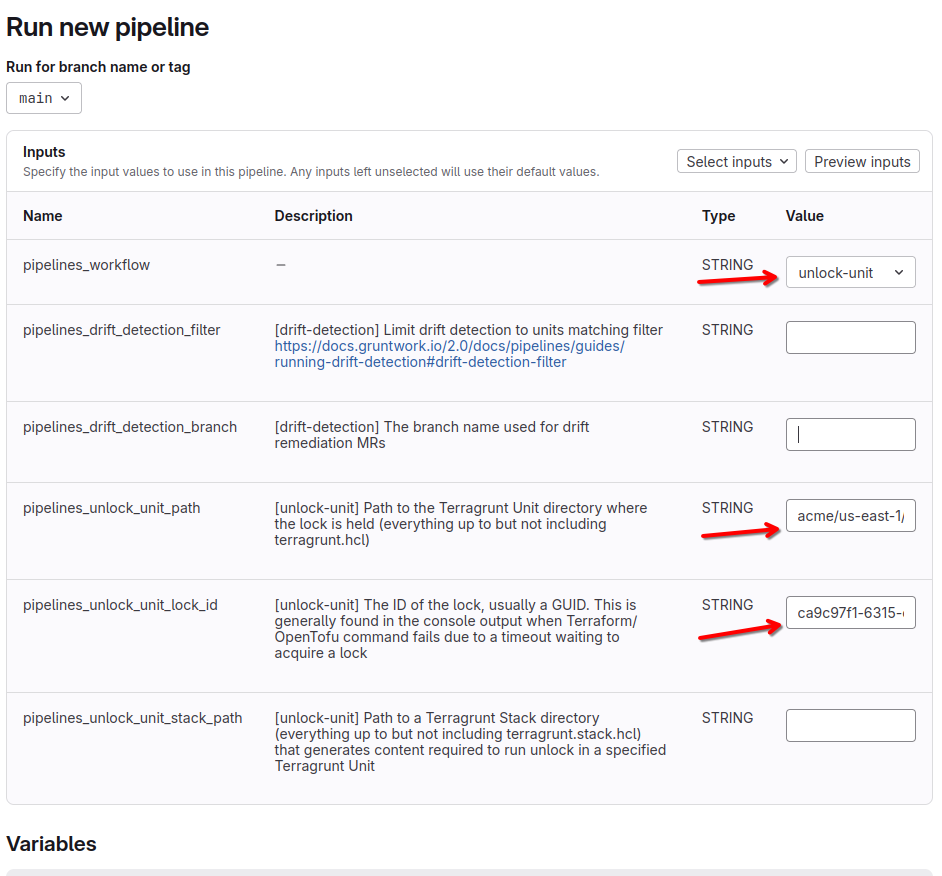 Run new pipeline
Run for branch name or tag
main
Inputs
Specify the input values to use in this pipeline. Any inputs left unselected will use their default values.
Select inputs
Preview inputs
Name Description Type Value
pipelines_workflow – STRING unlock-unit
pipelines_drift_detection_filter [drift-detection] Limit drift detection to units matching filter STRING
https://docs.gruntwork.io/2.0/docs/pipelines/guides/
running-drift-detection#drift-detection-filter
pipelines_drift_detection_branch [drift-detection] The branch name used for drift STRING
remediation MRs
pipelines_unlock_unit_path [unlock-unit] Path to the Terragrunt Unit directory where STRING acme/us-east-1/
the lock is held (everything up to but not including
terragrunt.hcl)
pipelines_unlock_unit_lock_id [unlock-unit] The ID of the lock, usually a GUID. This is STRING ca9c97f1-6315-
generally found in the console output when Terraform/
OpenTofu command fails due to a timeout waiting to
acquire a lock
pipelines_unlock_unit_stack_path [unlock-unit] Path to a Terragrunt Stack directory STRING
(everything up to but not including terragrunt.stack.hcl)
that generates content required to run unlock in a specified
Terragrunt Unit
Variables